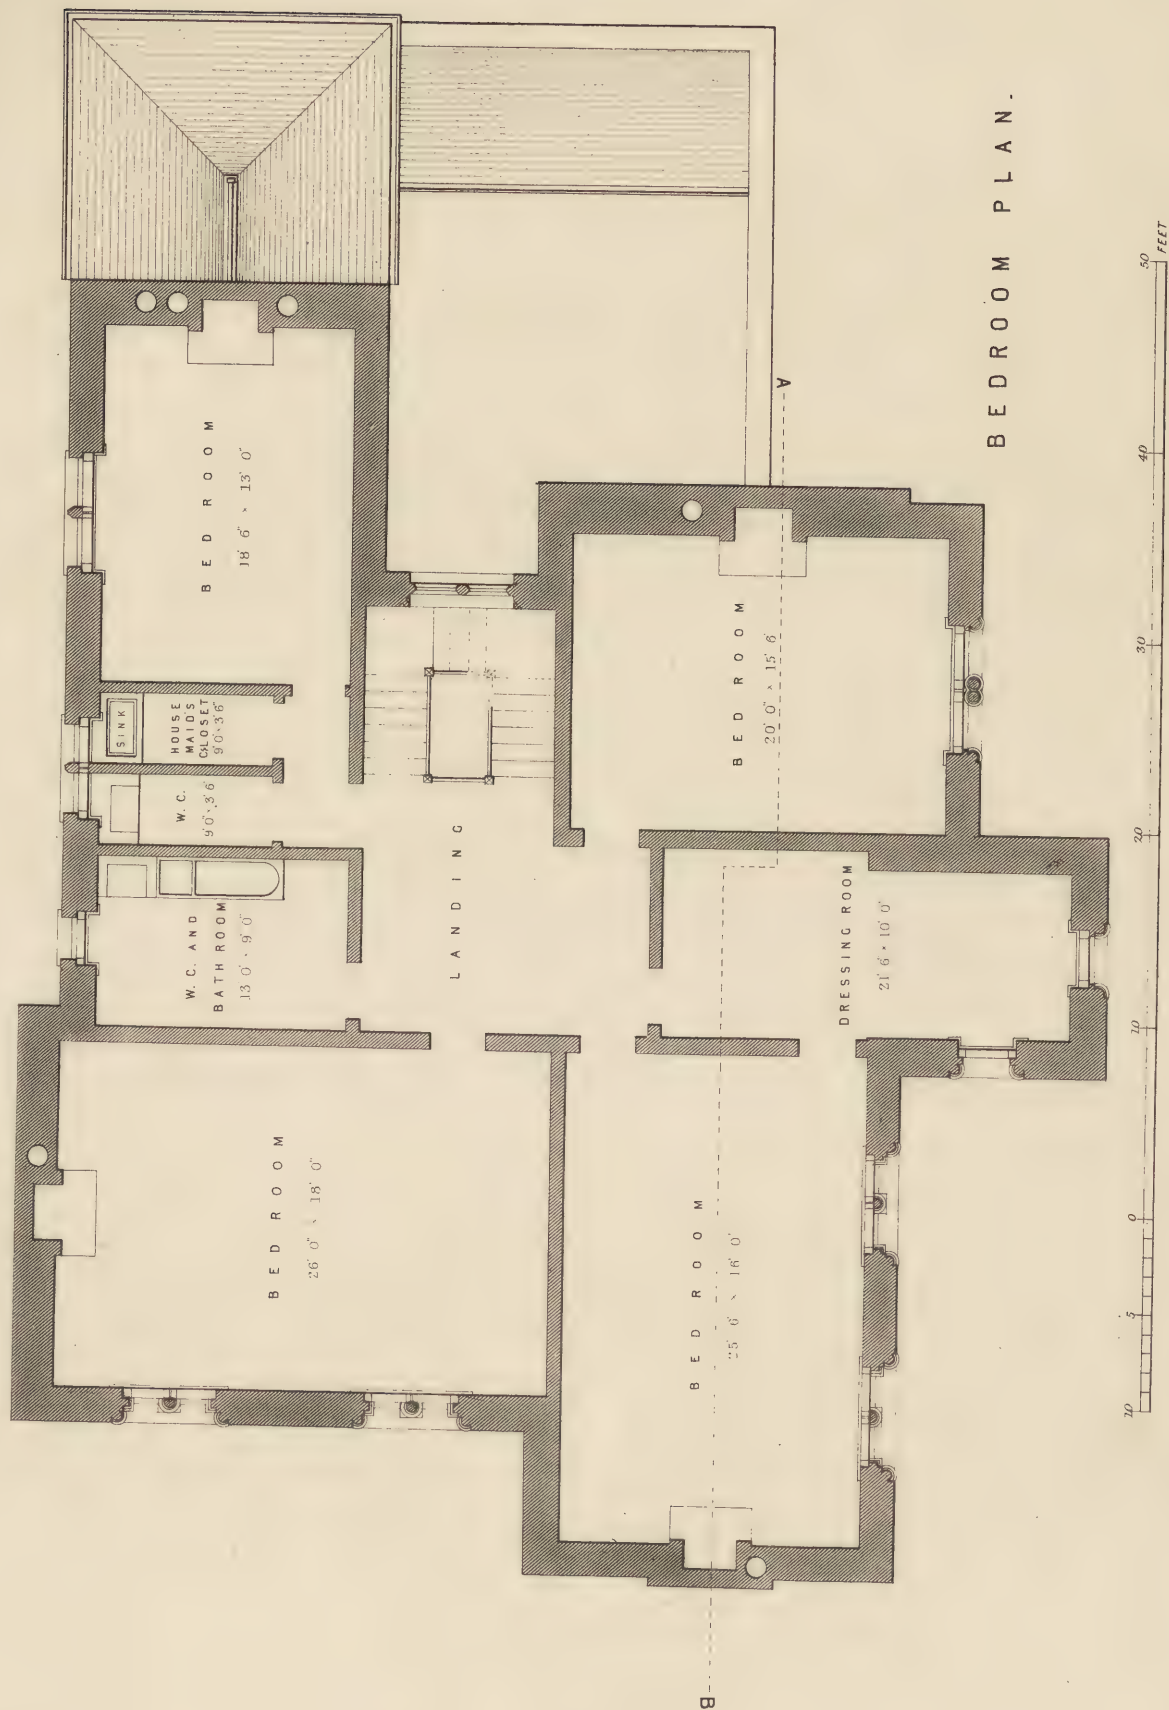 BEDROOM PLAN.
BED ROOM
26' 0" × 18' 0"
W. C. AND
BATH ROOM
13' 0" × 9' 0"
W. C.
9'0" × 3'6"
HOUSE
MAID'S
CLOSET
9'0" × 3'6"
SINK
BED ROOM
18' 6" × 13' 0"
LANDING
BED ROOM
25' 6" × 16' 0"
DRESSING ROOM
21' 6" × 10' 0"
BED ROOM
20' 0" × 15' 6"
B
A
10 5 0 10 20 30 40 50
FEET